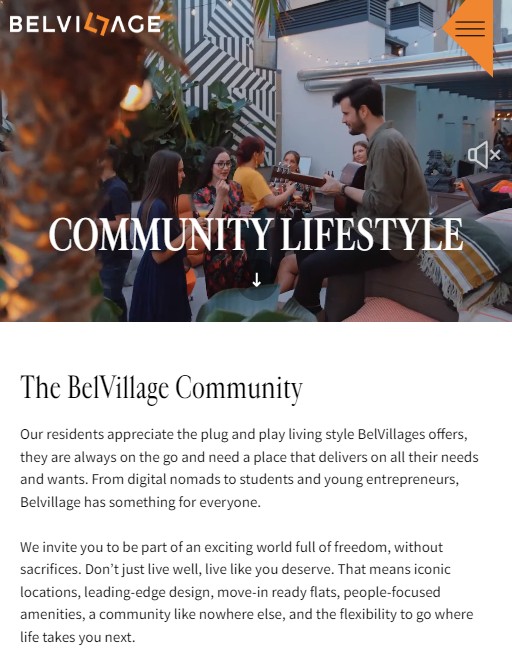 BELVILLAGE
COMMUNITY LIFESTYLE
The BelVillage Community
Our residents appreciate the plug and play living style BelVillages offers,
they are always on the go and need a place that delivers on all their needs
and wants. From digital nomads to students and young entrepreneurs,
Belvillage has something for everyone.
We invite you to be part of an exciting world full of freedom, without
sacrifices. Don’t just live well, live like you deserve. That means iconic
locations, leading-edge design, move-in ready flats, people-focused
amenities, a community like nowhere else, and the flexibility to go where
life takes you next.